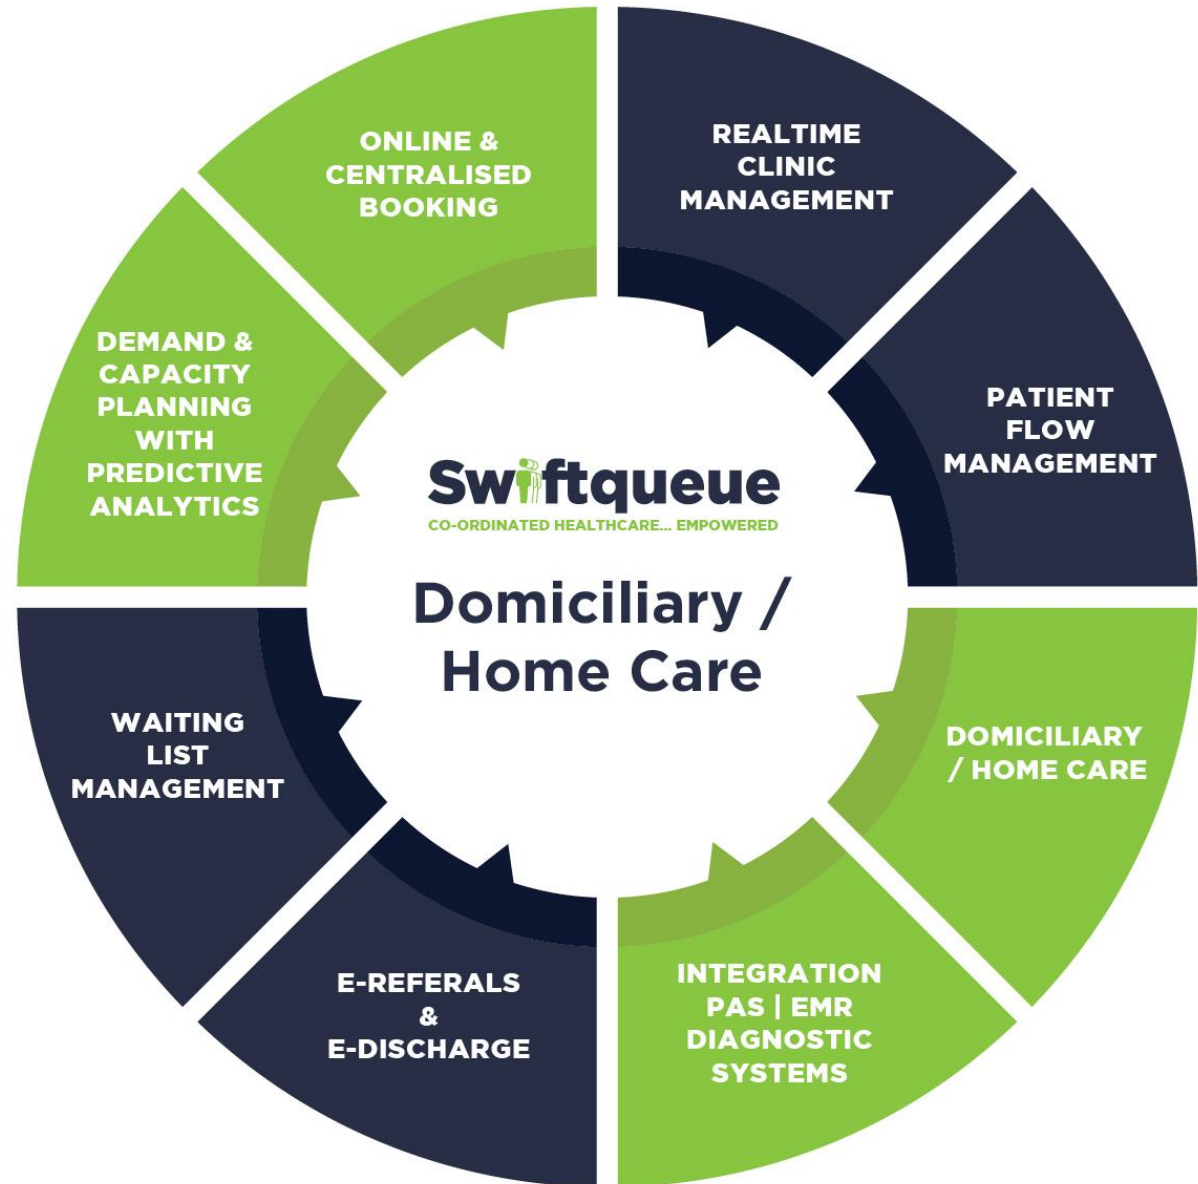 ONLINE &
CENTRALISED
BOOKING
REALTIME
CLINIC
MANAGEMENT
PATIENT
FLOW
MANAGEMENT
DOMICILIARY
/ HOME CARE
INTEGRATION
PAS | EMR
DIAGNOSTIC
SYSTEMS
E-REFERALS
&
E-DISCHARGE
WAITING
LIST
MANAGEMENT
DEMAND &
CAPACITY
PLANNING
WITH
PREDICTIVE
ANALYTICS
Swiftqueue
CO-ORDINATED HEALTHCARE... EMPOWERED
Domiciliary /
Home Care